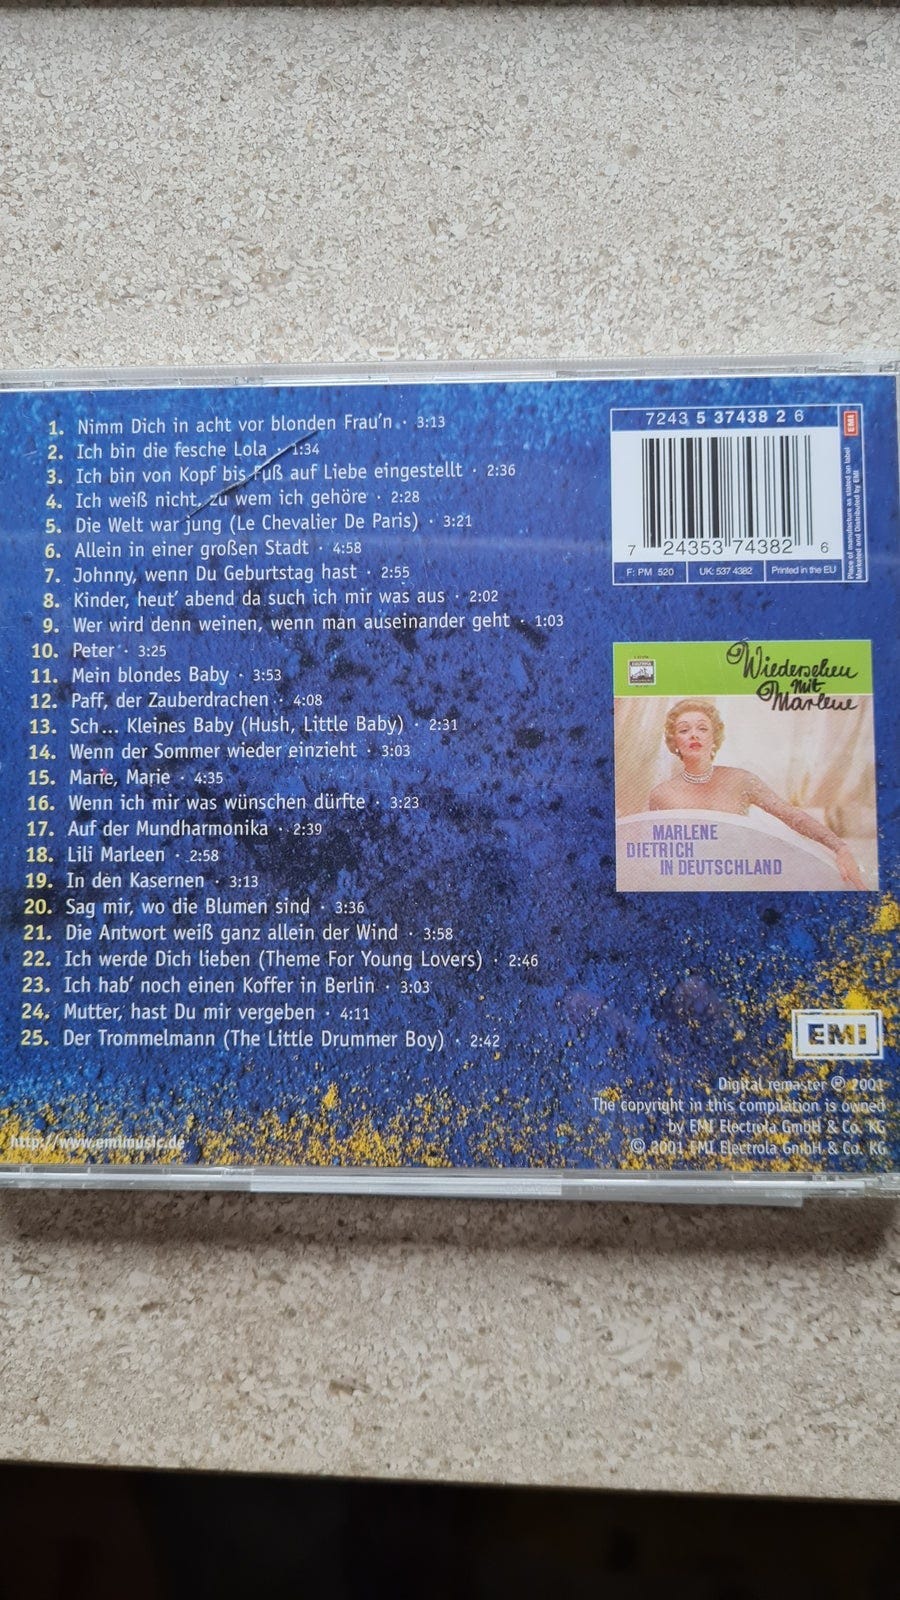 1. Nimm Dich in acht vor blonden Frau'n · 3:13
2. Ich bin die fesche Lola · 1:34
3. Ich bin von Kopf bis Fuß auf Liebe eingestellt · 2:36
4. Ich weiß nicht, zu wem ich gehöre · 2:28
5. Die Welt war jung (Le Chevalier De Paris) · 3:21
6. Allein in einer großen Stadt · 4:58
7. Johnny, wenn Du Geburtstag hast · 2:55
8. Kinder, heut' abend da such ich mir was aus · 2:02
9. Wer wird denn weinen, wenn man auseinander geht · 1:03
10. Peter · 3:25
11. Mein blondes Baby · 3:53
12. Paff, der Zauberdrachen · 4:08
13. Sch... Kleines Baby (Hush, Little Baby) · 2:31
14. Wenn der Sommer wieder einzieht · 3:03
15. Marie, Marie · 4:35
16. Wenn ich mir was wünschen dürfte · 3:23
17. Auf der Mundharmonika · 2:39
18. Lili Marleen · 2:58
19. In den Kasernen · 3:13
20. Sag mir, wo die Blumen sind · 3:36
21. Die Antwort weiß ganz allein der Wind · 3:58
22. Ich werde Dich lieben (Theme For Young Lovers) · 2:46
23. Ich hab' noch einen Koffer in Berlin · 3:03
24. Mutter, hast Du mir vergeben · 4:11
25. Der Trommelmann (The Little Drummer Boy) · 2:42
http://www.emimusic.de
7243 5 37438 2 6
EMI
Place of manufacture as stated on label
Marketed and Distributed by EMI
7 24353 74382 6
F: PM 520
UK: 537 4382
Printed in the EU
Wiedersehen
mit
Marlene
MARLENE
DIETRICH
IN DEUTSCHLAND
EMI
Digital remaster ℗ 2001
The copyright in this compilation is owned
by EMI Electrola GmbH & Co. KG
© 2001 EMI Electrola GmbH & Co. KG